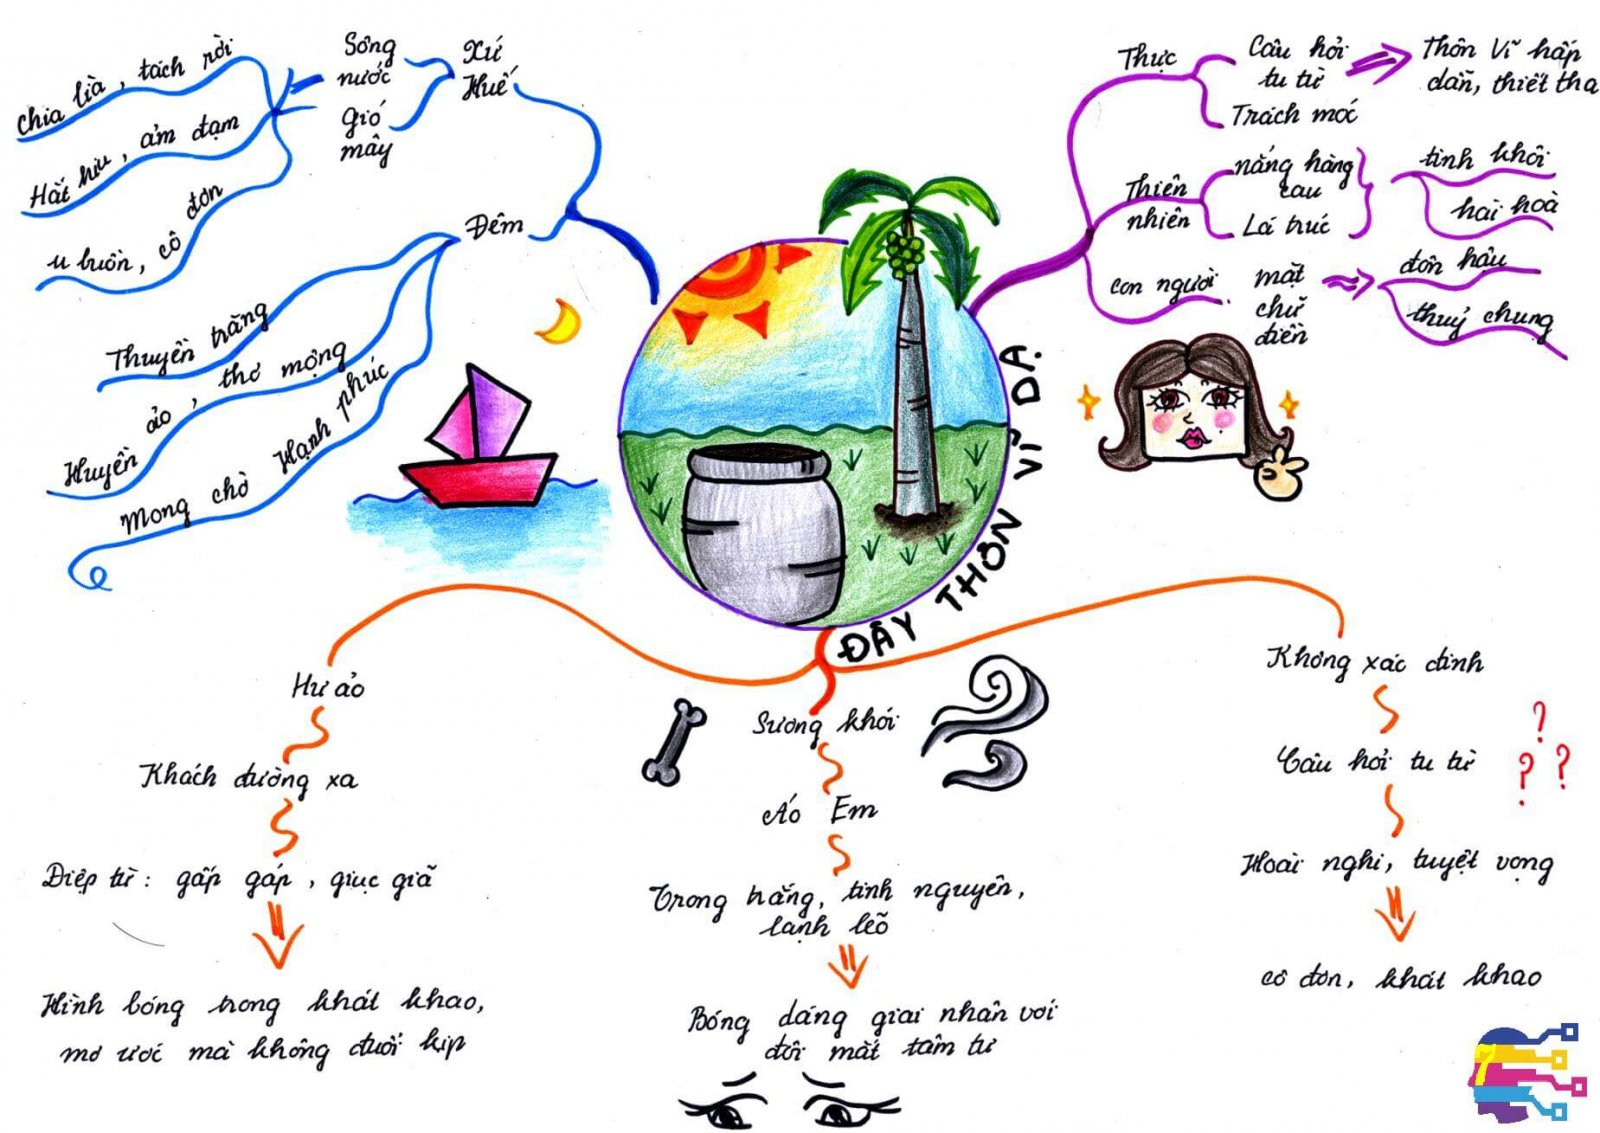 ĐÂY THÔN VĨ DẠ
Xứ
Huế
Sông
nước
gió
mây
chia lìa, tách rời
Hắt hiu, ảm đạm
u buồn, cô đơn
Đêm
Thuyền trăng
Huyền ảo, thơ mộng
Mong chờ Hạnh phúc
Thực
Câu hỏi
tu từ
Thôn Vĩ hấp
dẫn, thiết tha
Trách móc
Thiên
nhiên
nắng hàng
cau
Lá trúc
tinh khôi
hài hoà
con người
mặt
chữ
điền
đôn hậu
thuỷ chung
Hư ảo
Khách đường xa
Điệp từ: gấp gáp, giục giã
Hình bóng trong khát khao,
mơ ước mà không đuổi kịp
Sương khói
Áo Em
Trong trắng, tinh nguyên,
lạnh lẽo
Bóng dáng giai nhân với
đôi mắt tâm tư
Không xác định
Câu hỏi tu từ
? ? ?
Hoài nghi, tuyệt vọng
cô đơn, khát khao
7